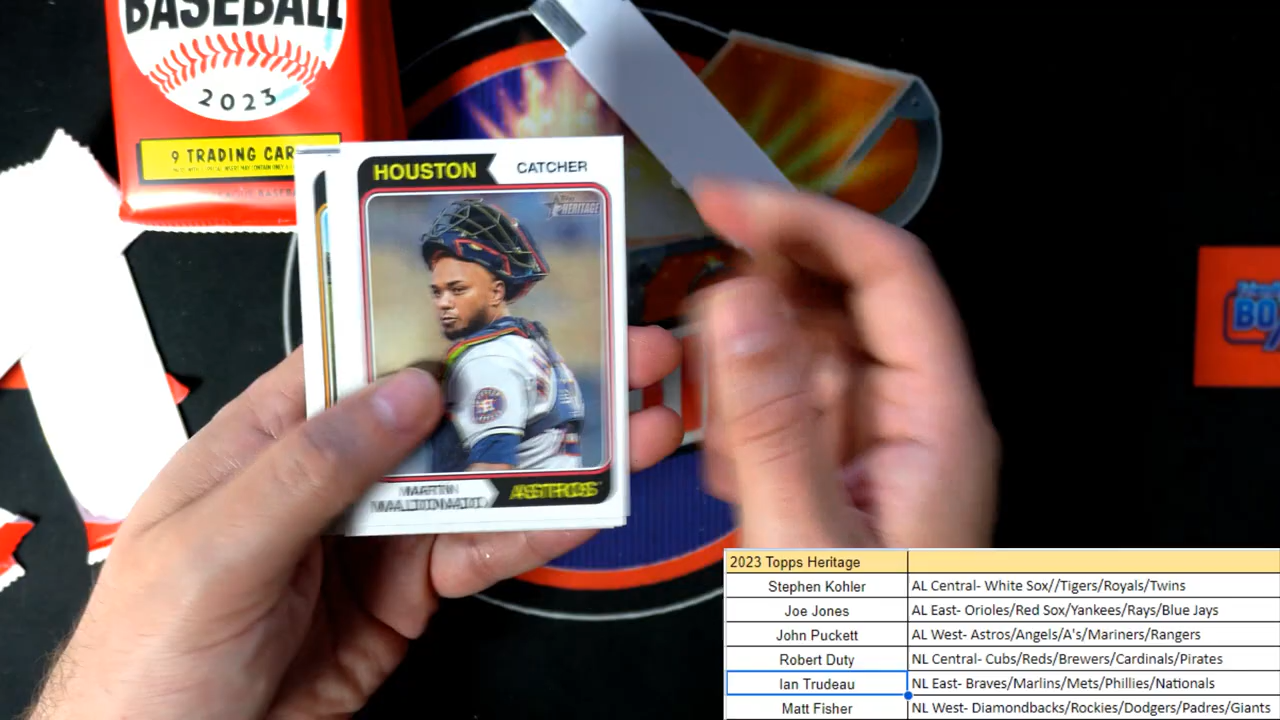 BASEBALL
2023
9 TRADING CAR
HOUSTON
CATCHER
HERITAGE
MARTIN
MALDONADO
ASTROS
BO
2023 Topps Heritage
Stephen Kohler AL Central- White Sox//Tigers/Royals/Twins
Joe Jones AL East- Orioles/Red Sox/Yankees/Rays/Blue Jays
John Puckett AL West- Astros/Angels/A's/Mariners/Rangers
Robert Duty NL Central- Cubs/Reds/Brewers/Cardinals/Pirates
Ian Trudeau NL East- Braves/Marlins/Mets/Phillies/Nationals
Matt Fisher NL West- Diamondbacks/Rockies/Dodgers/Padres/Giants